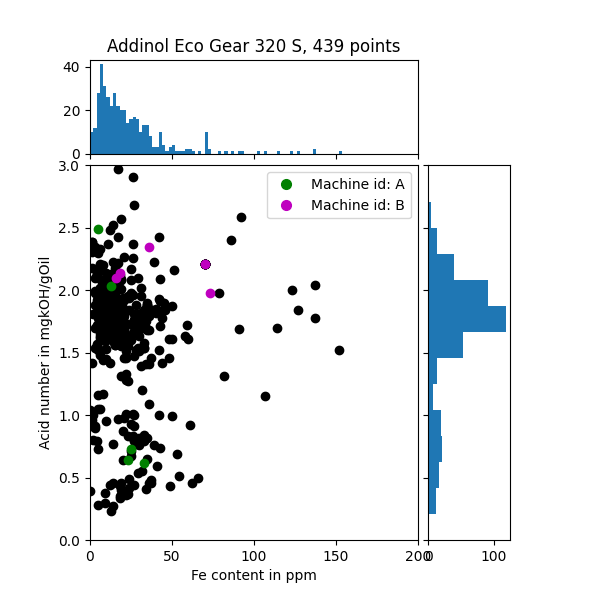 Addinol Eco Gear 320 S, 439 points
40
20
0
3.0
2.5
2.0
1.5
1.0
0.5
0.0
Acid number in mgkOH/gOil
Machine id: A
Machine id: B
0 50 100 150 200
0 100
Fe content in ppm